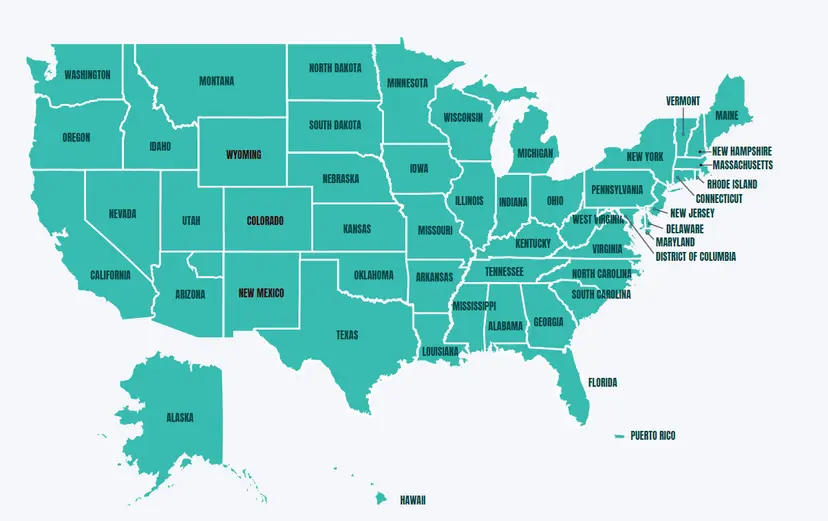 WASHINGTON
MONTANA
NORTH DAKOTA
MINNESOTA
VERMONT
MAINE
OREGON
IDAHO
WYOMING
SOUTH DAKOTA
WISCONSIN
MICHIGAN
NEW YORK
NEW HAMPSHIRE
MASSACHUSETTS
NEBRASKA
IOWA
RHODE ISLAND
PENNSYLVANIA
CONNECTICUT
ILLINOIS
INDIANA
OHIO
NEW JERSEY
NEVADA
UTAH
COLORADO
KANSAS
MISSOURI
WEST VIRGINIA
DELAWARE
MARYLAND
KENTUCKY
VIRGINIA
DISTRICT OF COLUMBIA
CALIFORNIA
ARIZONA
NEW MEXICO
OKLAHOMA
ARKANSAS
TENNESSEE
NORTH CAROLINA
SOUTH CAROLINA
MISSISSIPPI
ALABAMA
GEORGIA
TEXAS
LOUISIANA
FLORIDA
ALASKA
PUERTO RICO
HAWAII